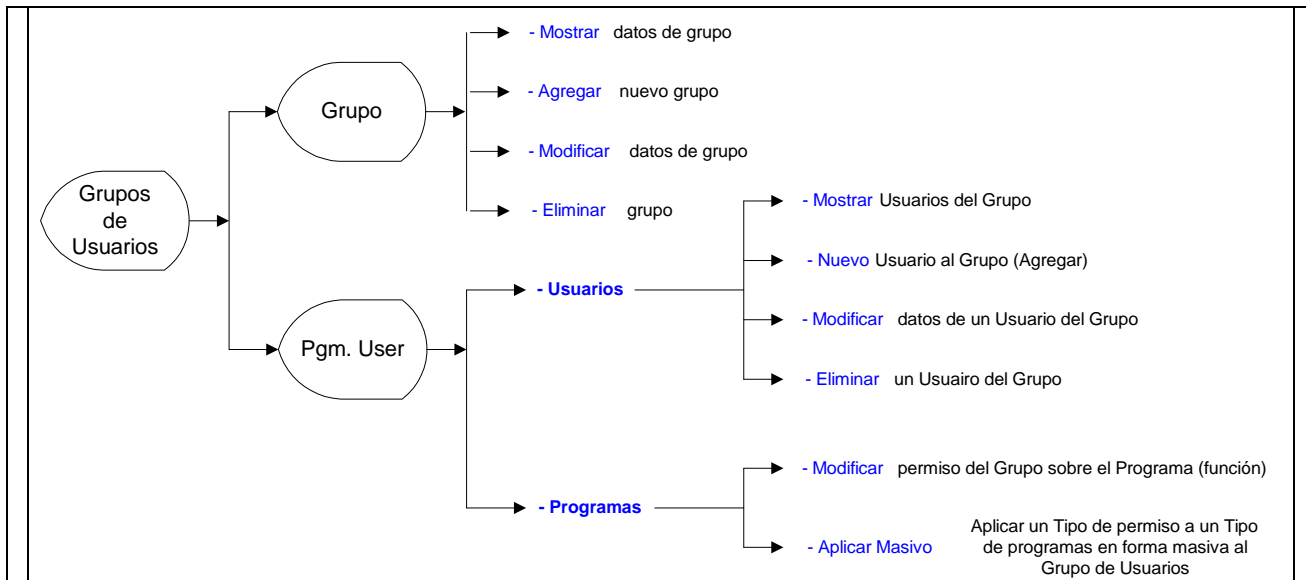 Grupos
de
Usuarios
Grupo
- Mostrar datos de grupo
- Agregar nuevo grupo
- Modificar datos de grupo
- Eliminar grupo
Pgm. User
- Usuarios
- Mostrar Usuarios del Grupo
- Nuevo Usuario al Grupo (Agregar)
- Modificar datos de un Usuario del Grupo
- Eliminar un Usuairo del Grupo
- Programas
- Modificar permiso del Grupo sobre el Programa (función)
- Aplicar Masivo
Aplicar un Tipo de permiso a un Tipo
de programas en forma masiva al
Grupo de Usuarios